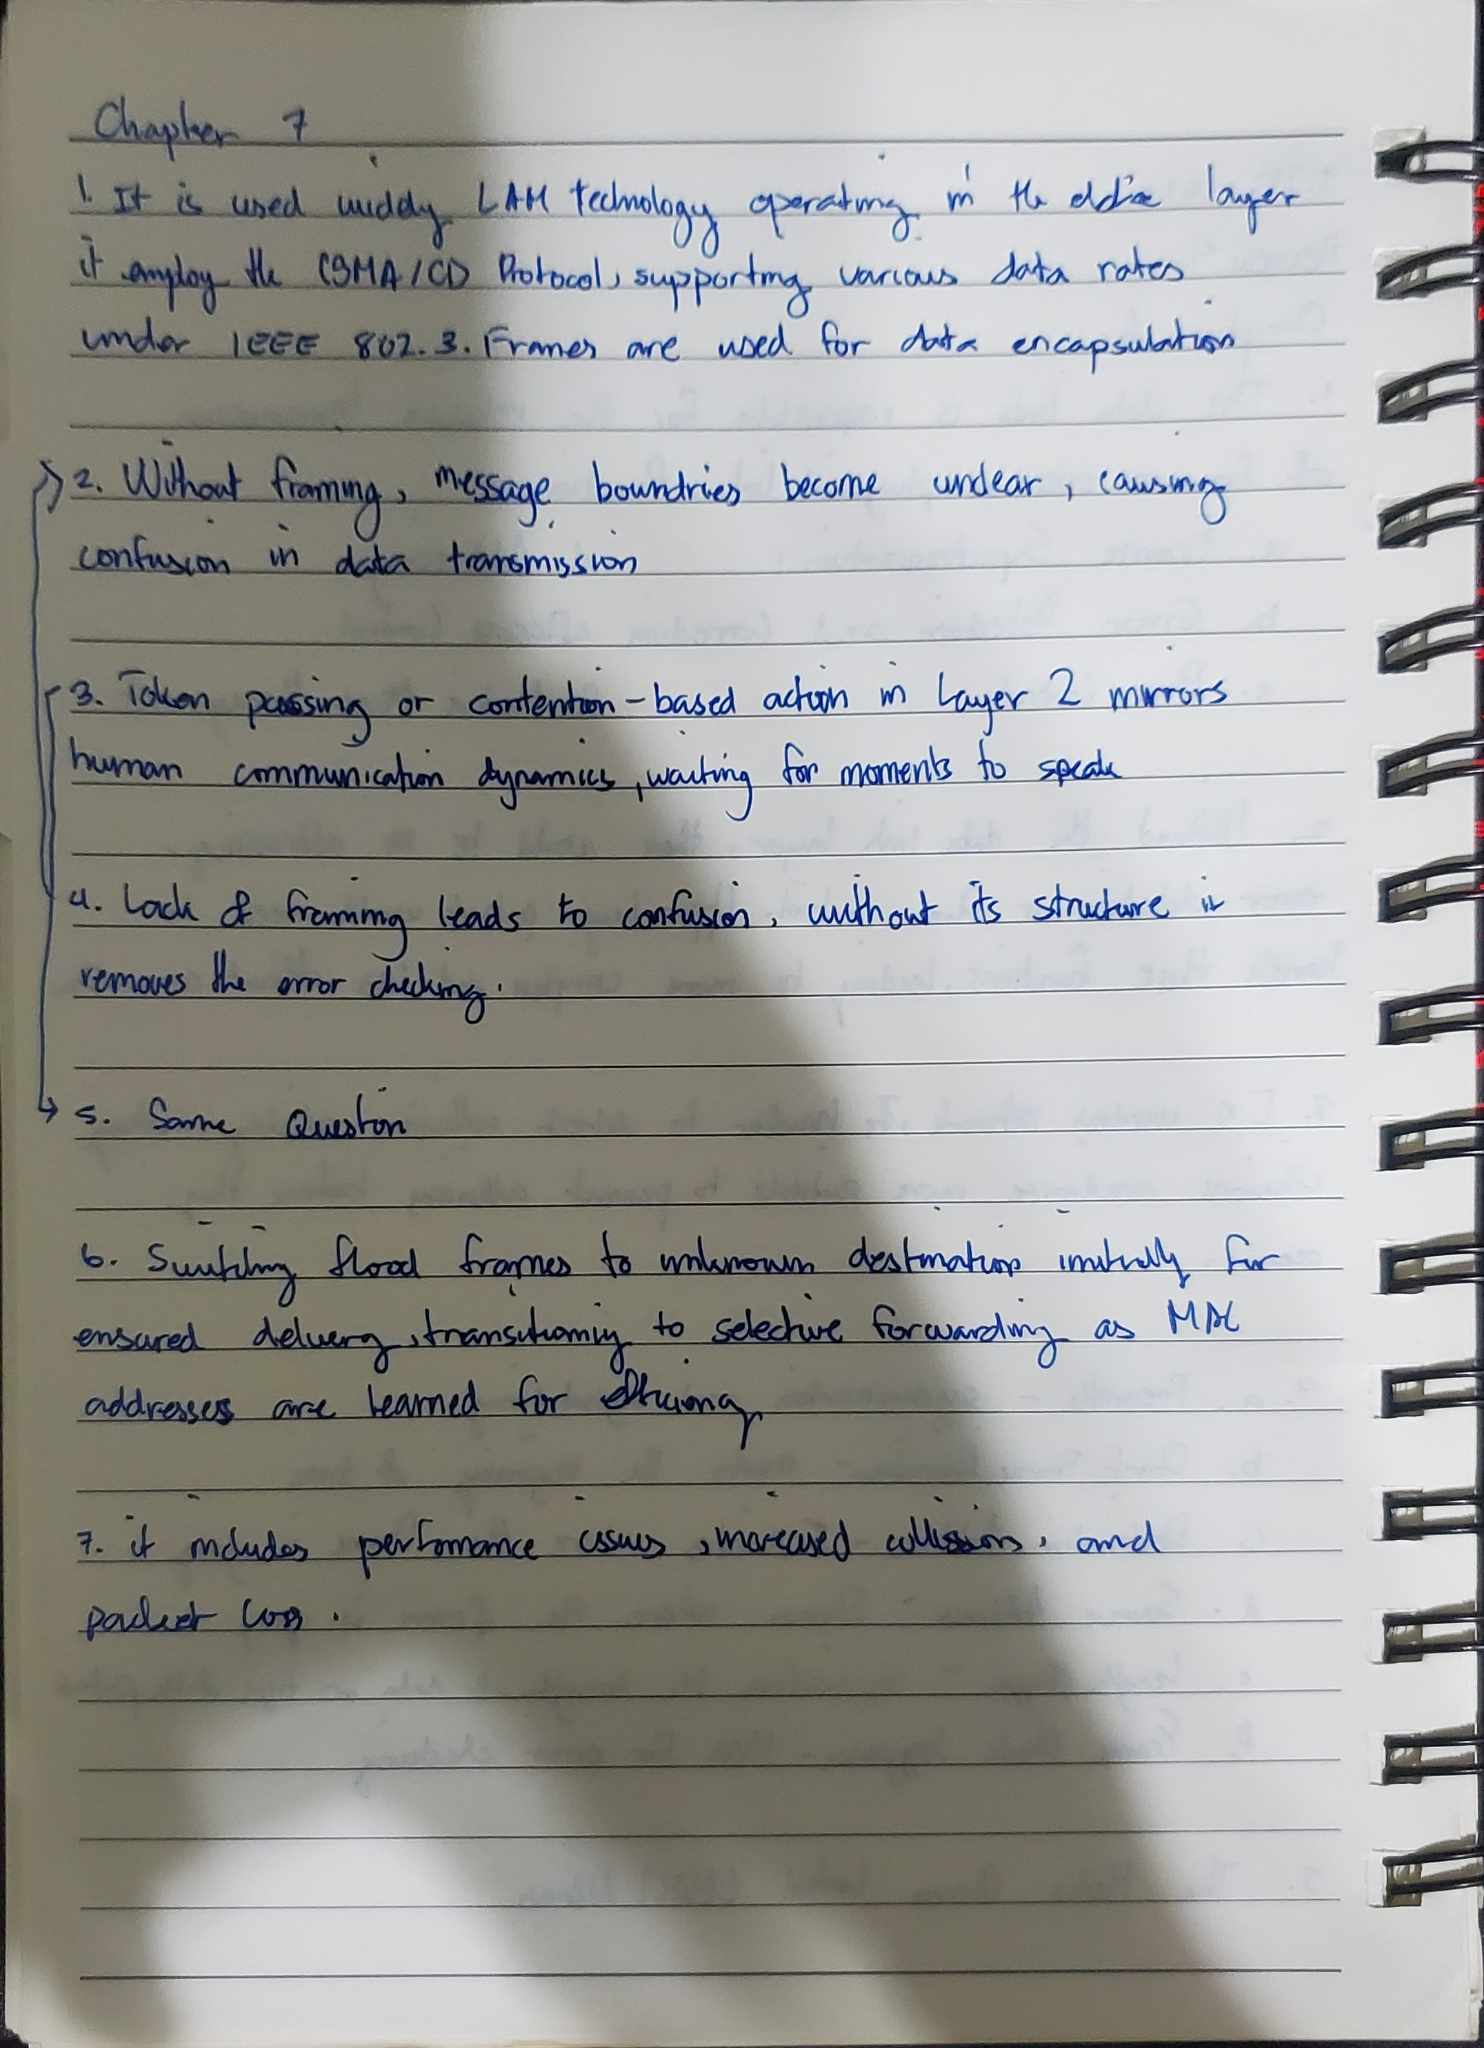 Chapter 7
1. It is used widdy LAN technology operating in the layer
it employ the CSMA/CD Protocol, supporting various data rates
under IEEE 802.3. Frames are used for data encapsulation
2. Without framing, message boundries become unclear, causing
confusion in data transmission
3. Token passing or contention-based action in Layer 2 mirrors
human communication dynamics, waiting for moments to speak
4. Lack of framing leads to confusion, without its structure it
removes the error checking.
5. Same Question
6. flood frames to unknown destination initially for
ensured delivery, transitioning to selective forwarding as MAC
addresses are learned for
7. it includes performance issues, increased collisions, and
packet loss.